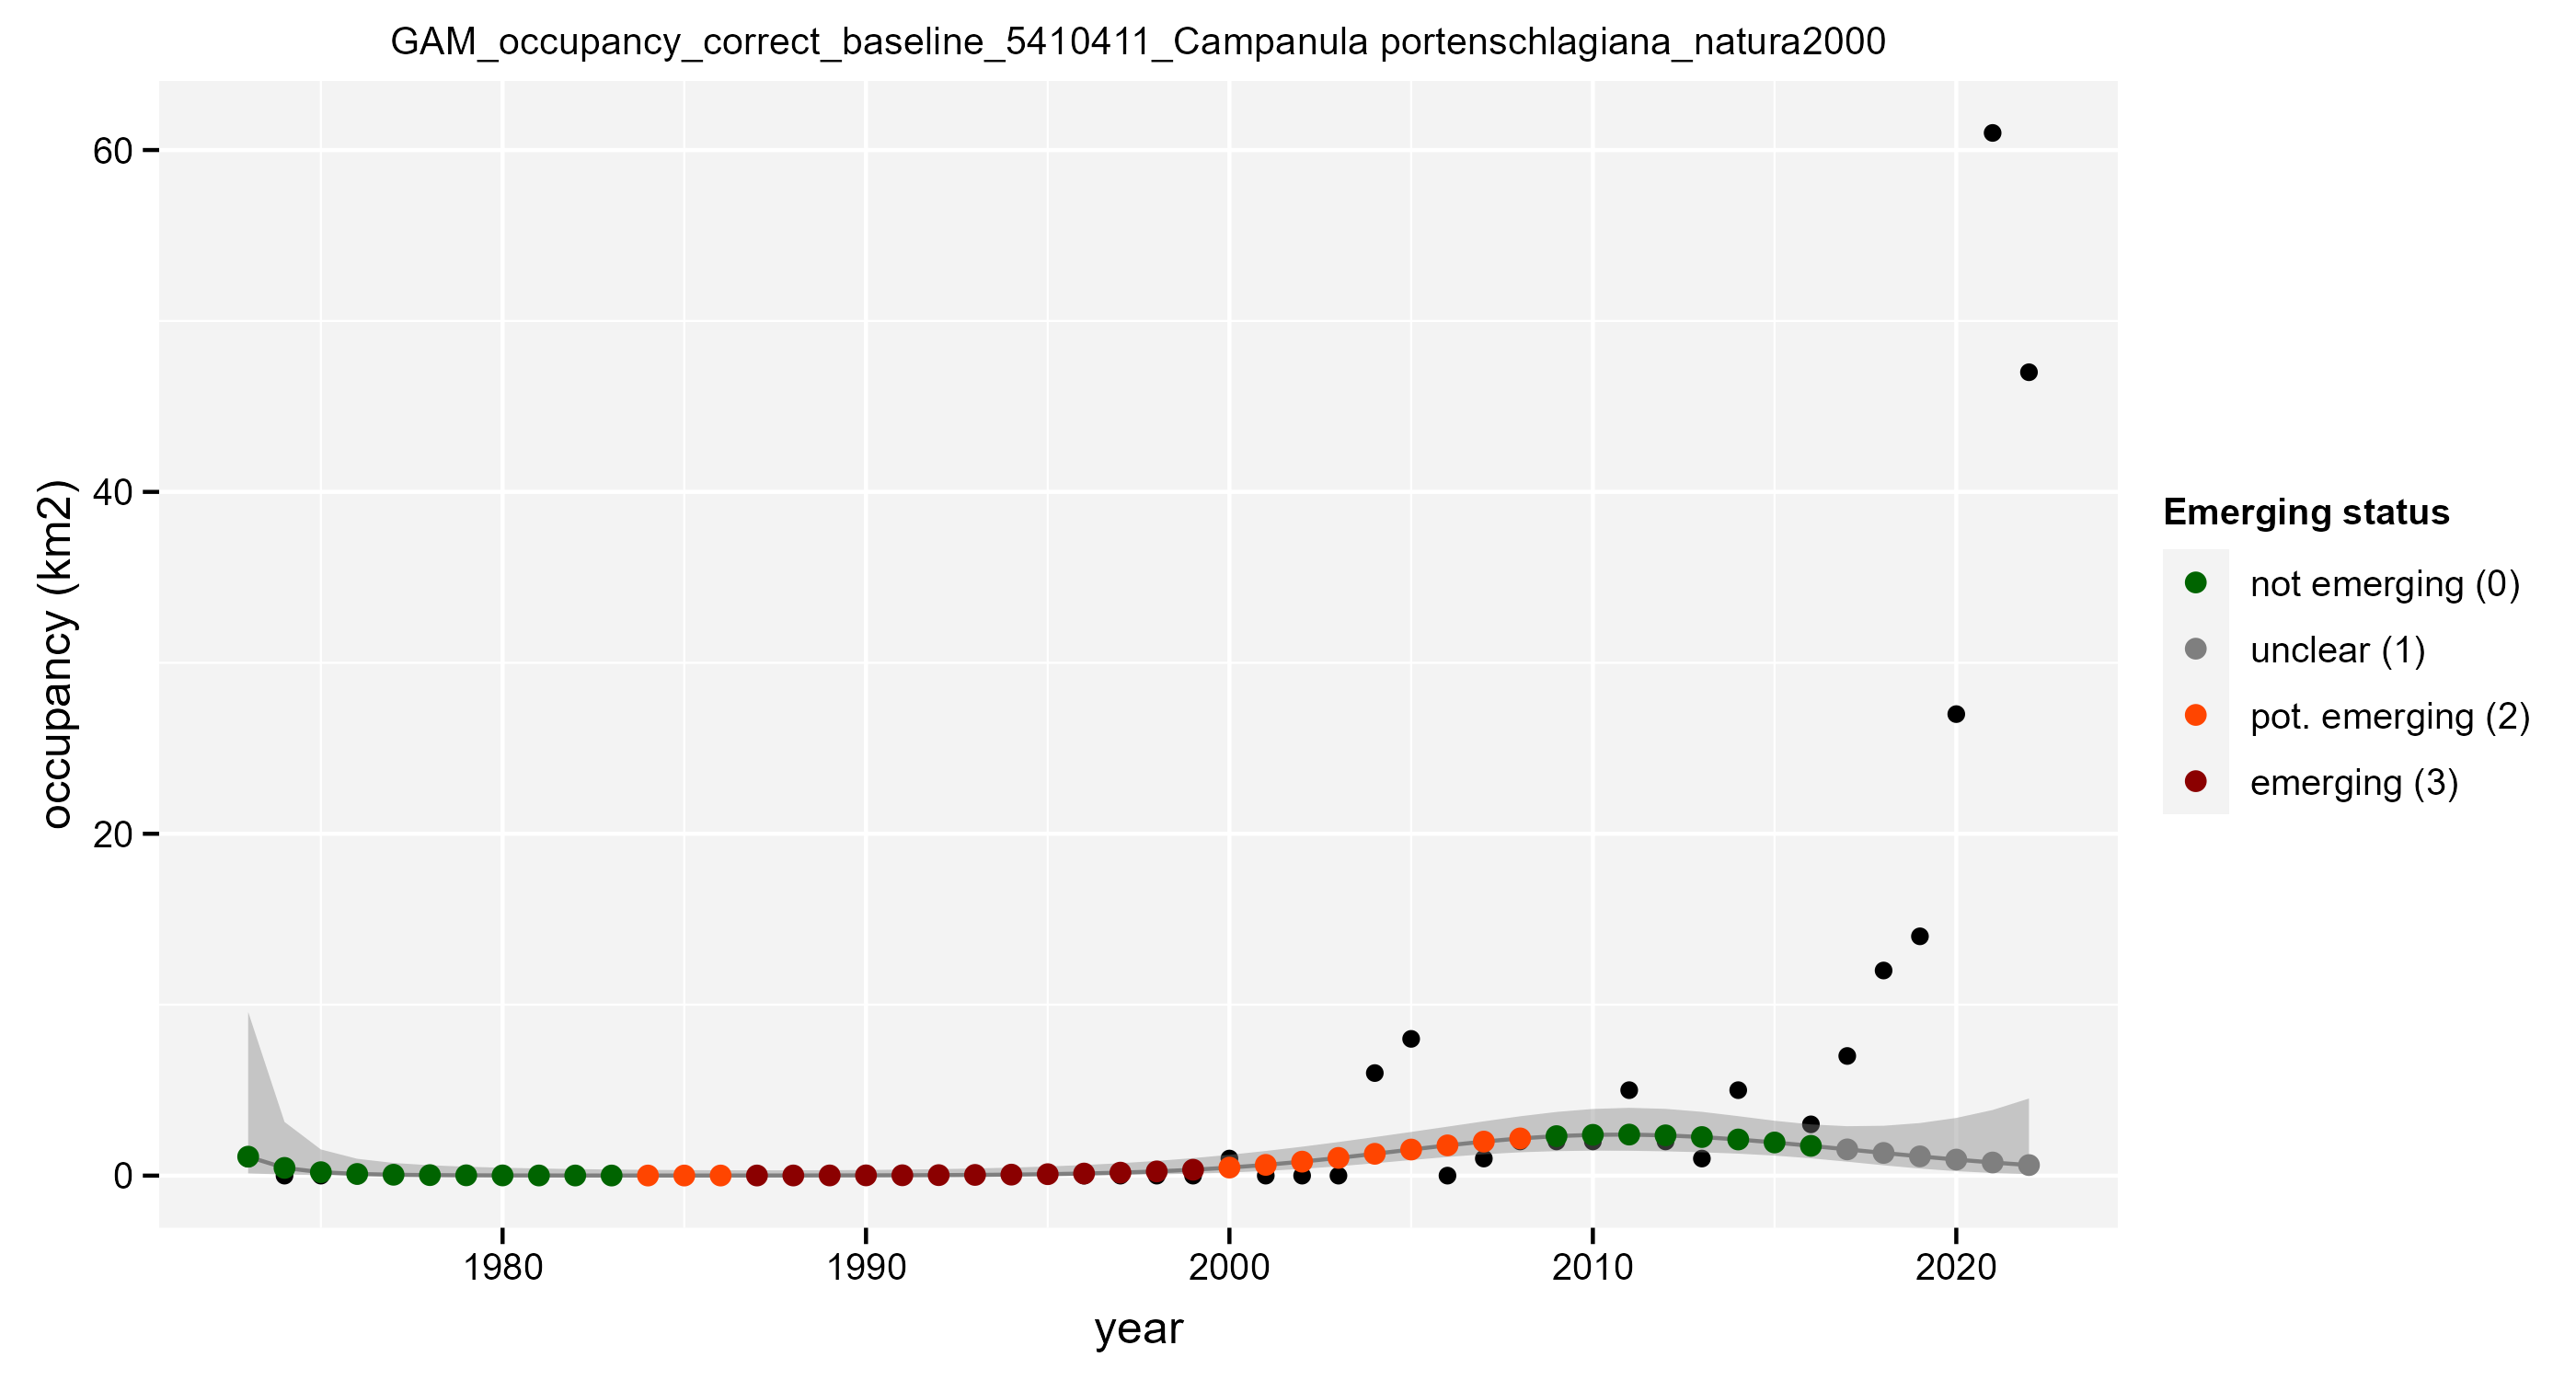 GAM_occupancy_correct_baseline_5410411_Campanula portenschlagiana_natura2000
60
40
20
0
occupancy (km2)
1980
1990
2000
2010
2020
year
Emerging status
not emerging (0)
unclear (1)
pot. emerging (2)
emerging (3)